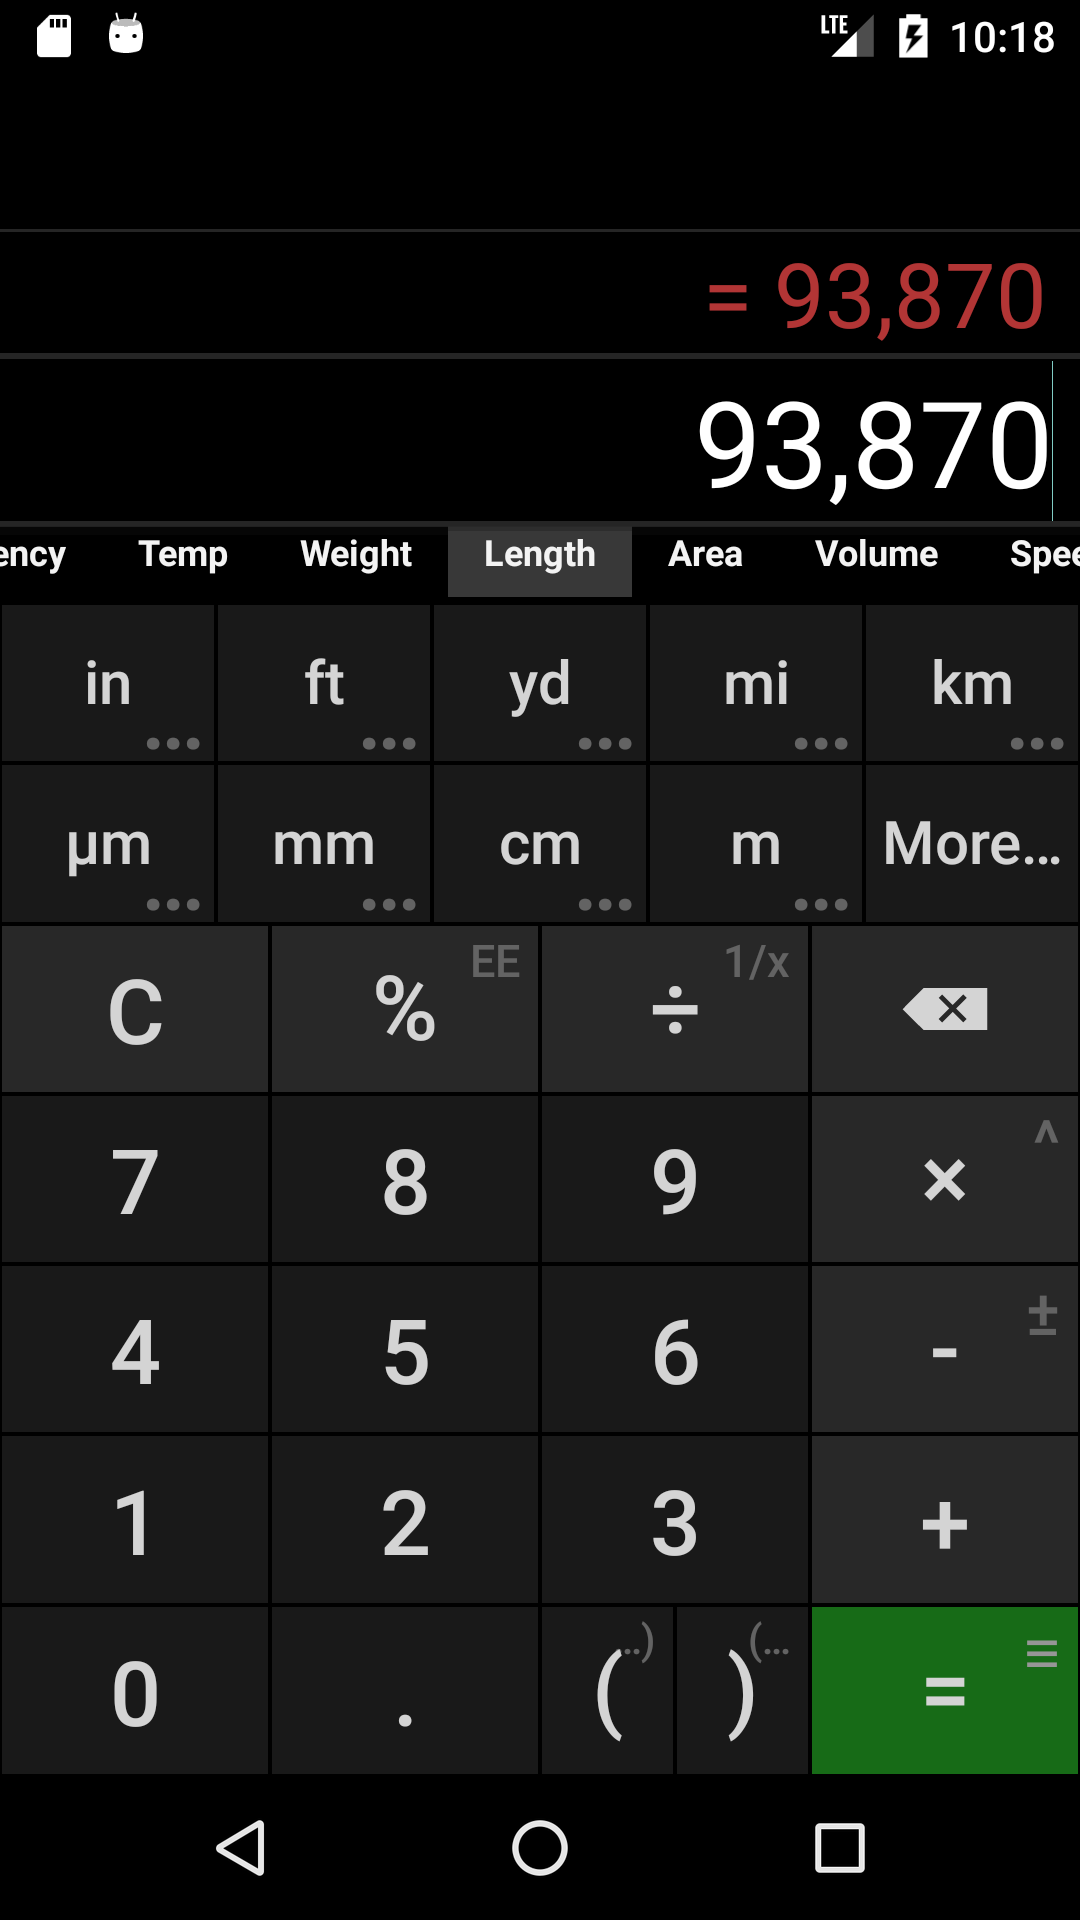 LTE 10:18
= 93,870
93,870
ency Temp Weight Length Area Volume Spee
in ft yd mi km
µm mm cm m More...
C % EE ÷ 1/x
7 8 9 × ^
4 5 6 - ±
1 2 3 +
0 . ( ..) ) (... =